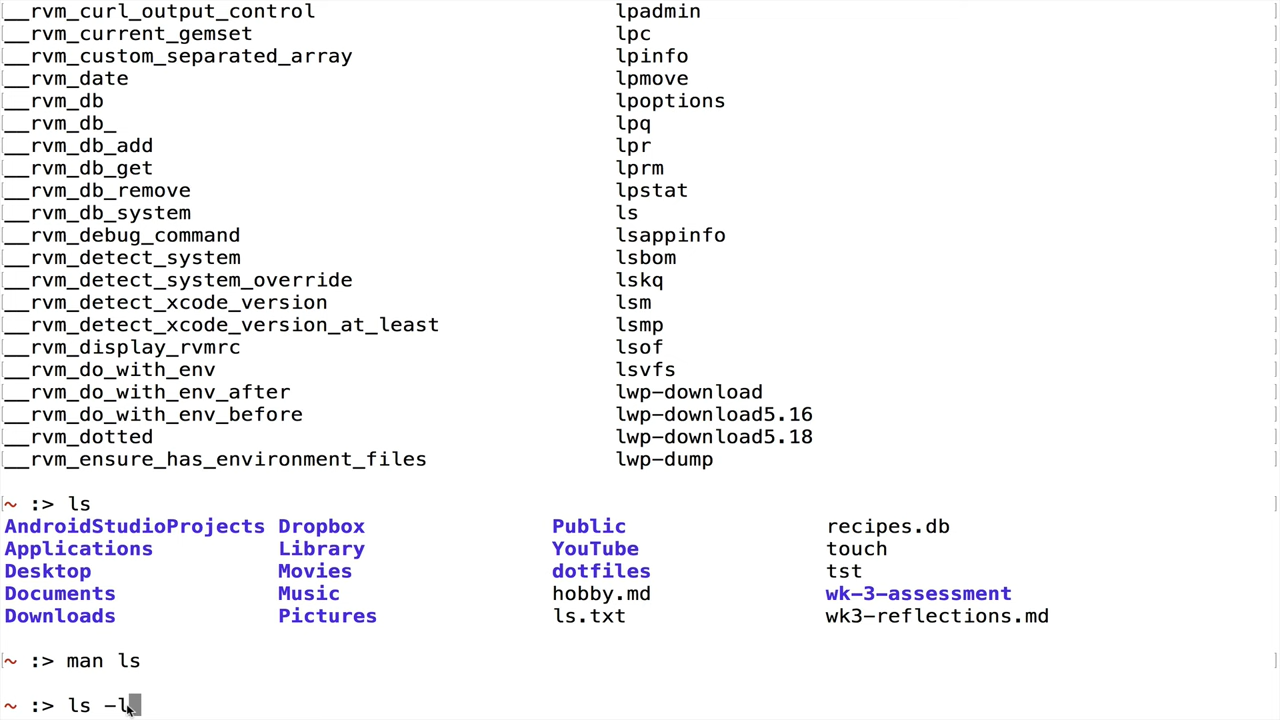 __rvm_curl_output_control lpadmin
__rvm_current_gemset lpc
__rvm_custom_separated_array lpinfo
__rvm_date lpmove
__rvm_db lpoptions
__rvm_db_ lpq
__rvm_db_add lpr
__rvm_db_get lprm
__rvm_db_remove lpstat
__rvm_db_system ls
__rvm_debug_command lsappinfo
__rvm_detect_system lsbom
__rvm_detect_system_override lskq
__rvm_detect_xcode_version lsm
__rvm_detect_xcode_version_at_least lsmp
__rvm_display_rvmrc lsof
__rvm_do_with_env lsvfs
__rvm_do_with_env_after lwp-download
__rvm_do_with_env_before lwp-download5.16
__rvm_dotted lwp-download5.18
__rvm_ensure_has_environment_files lwp-dump
~ :> ls
AndroidStudioProjects Dropbox Public recipes.db
Applications Library YouTube touch
Desktop Movies dotfiles tst
Documents Music hobby.md wk-3-assessment
Downloads Pictures ls.txt wk3-reflections.md
~ :> man ls
~ :> ls -l